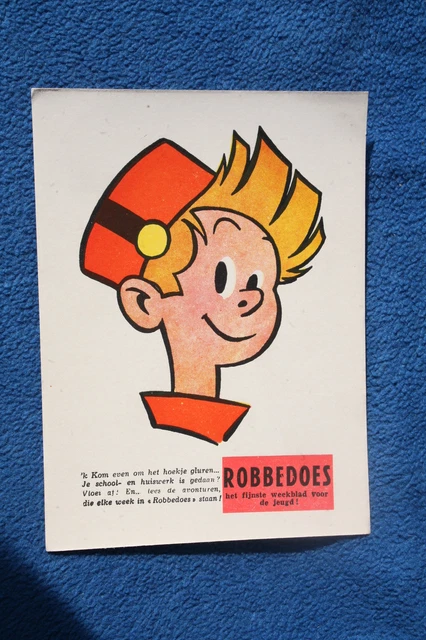 'k Kom even om het hoekje gluren...
Je school- en huiswerk is gedaan?
Vloei af! En... lees de avonturen,
die elke week in « Robbedoes » staan!
ROBBEDOES
het fijnste weekblad voor
de jeugd!